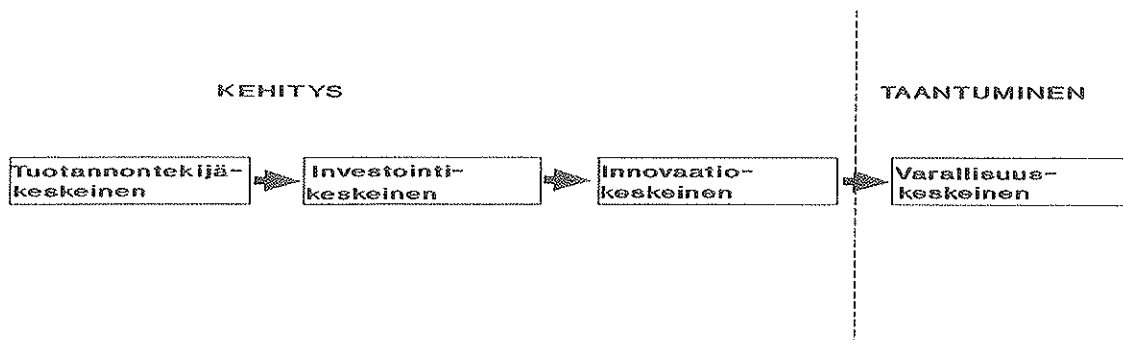 KEHITYS
TAANTUMINEN
Tuotannontekijä-
keskeinen
Investointi-
keskeinen
Innovaatio-
keskeinen
Varallisuus-
keskeinen